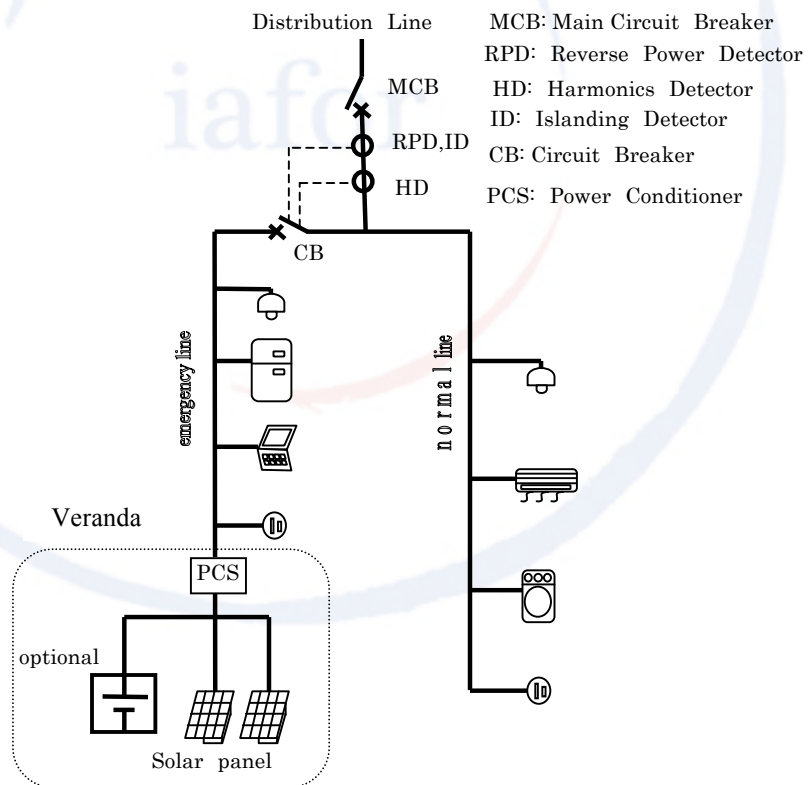 Distribution Line
MCB: Main Circuit Breaker
RPD: Reverse Power Detector
HD: Harmonics Detector
ID: Islanding Detector
CB: Circuit Breaker
PCS: Power Conditioner
iafor
MCB
RPD,ID
HD
CB
emergency line
normal line
Veranda
PCS
optional
Solar panel